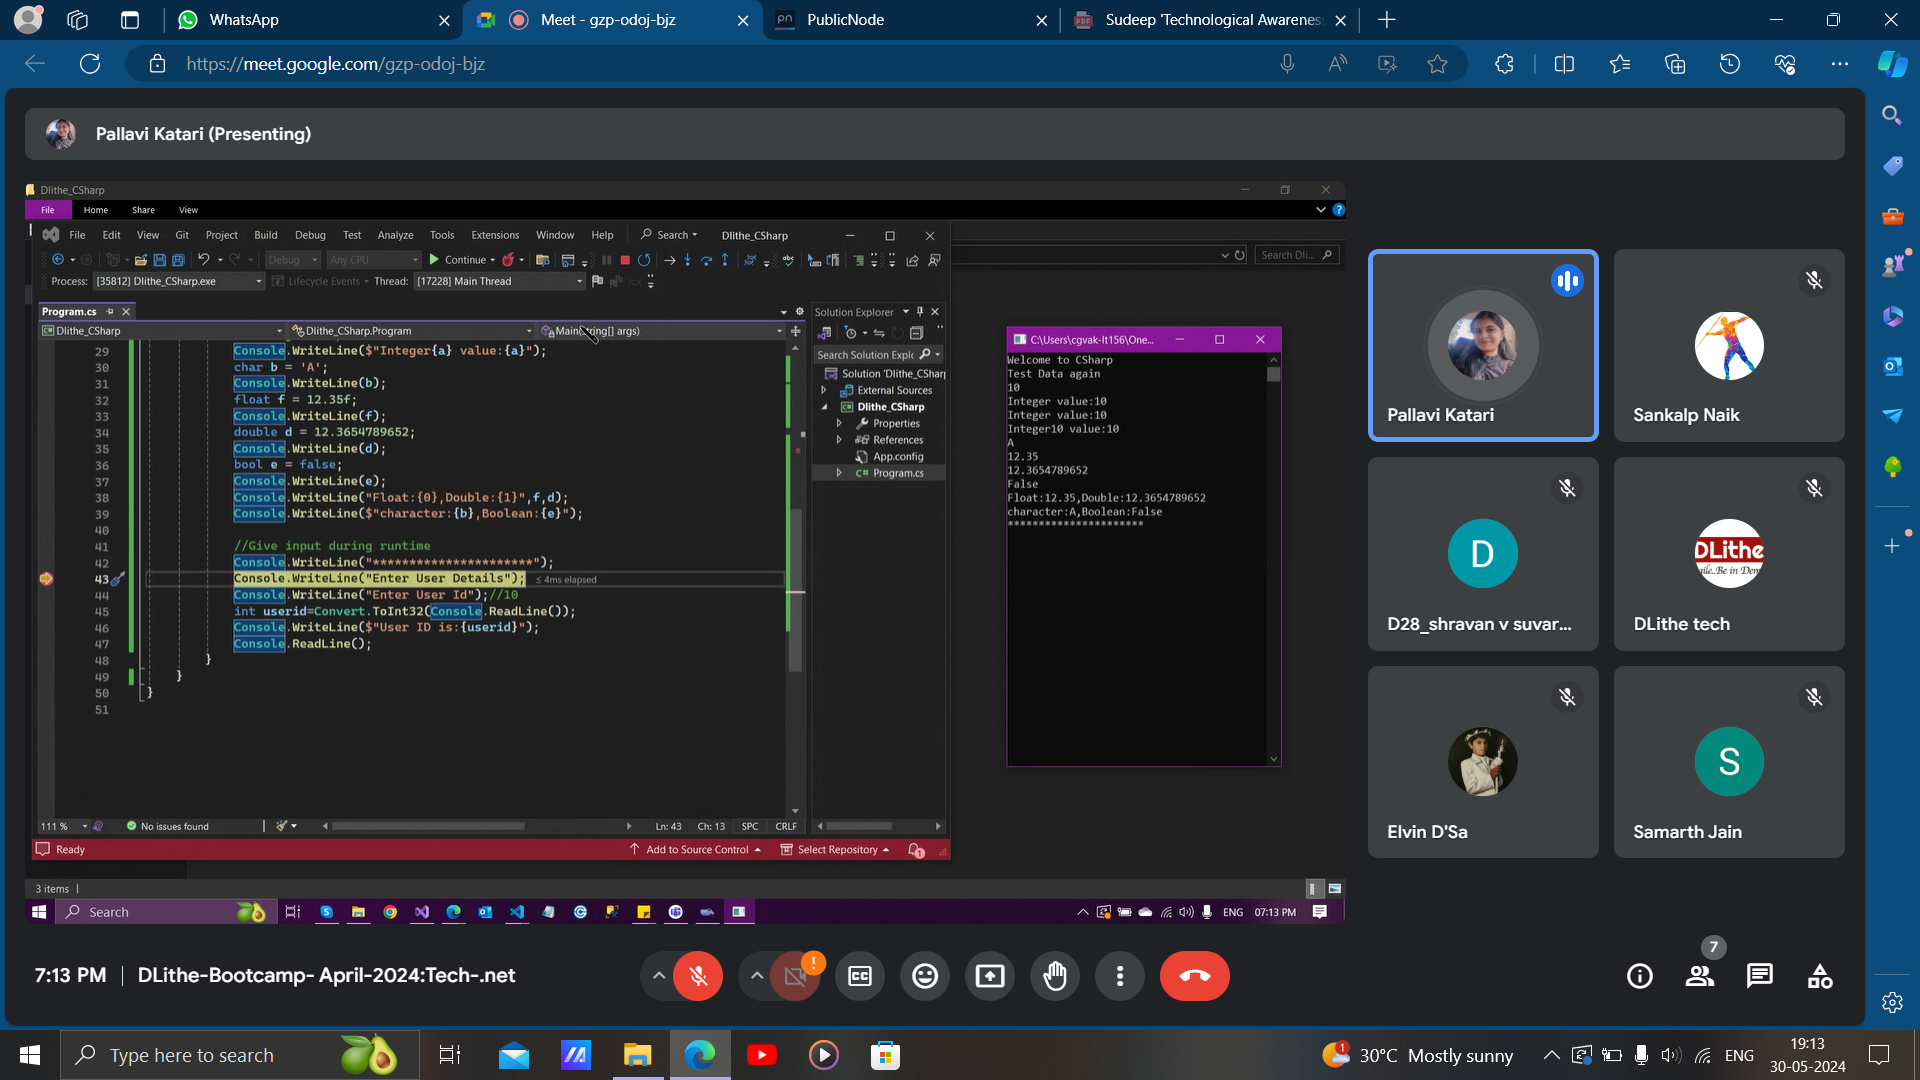 WhatsApp
Meet - gzp-odoj-bjz
PublicNode
Sudeep 'Technological Awarenes
https://meet.google.com/gzp-odoj-bjz
Pallavi Katari (Presenting)
Dlithe_CSharp
File Home Share View
File Edit View Git Project Build Debug Test Analyze Tools Extensions Window Help Search Dlithe_CSharp
Debug Any CPU Continue
Search Dli...
Process: [35812] Dlithe_CSharp.exe Lifecycle Events Thread: [17228] Main Thread
Program.cs
Dlithe_CSharp Dlithe_CSharp.Program Main(string[] args)
29 Console.WriteLine($"Integer{a} value:{a}");
30 char b = 'A';
31 Console.WriteLine(b);
32 float f = 12.35f;
33 Console.WriteLine(f);
34 double d = 12.3654789652;
35 Console.WriteLine(d);
36 bool e = false;
37 Console.WriteLine(e);
38 Console.WriteLine("Float:{0},Double:{1}",f,d);
39 Console.WriteLine($"character:{b},Boolean:{e}");
40
41 //Give input during runtime
42 Console.WriteLine("**********************");
43 Console.WriteLine("Enter User Details"); ≤ 4ms elapsed
44 Console.WriteLine("Enter User Id");//10
45 int userid=Convert.ToInt32(Console.ReadLine());
46 Console.WriteLine($"User ID is:{userid}");
47 Console.ReadLine();
48 }
49 }
50 }
51
111 % No issues found Ln: 43 Ch: 13 SPC CRLF
Ready Add to Source Control Select Repository 1
Solution Explorer
Search Solution Explo
Solution 'Dlithe_CSharp
External Sources
Dlithe_CSharp
Properties
References
App.config
C# Program.cs
C:\Users\cgvak-lt156\One...
Welcome to CSharp
Test Data again
10
Integer value:10
Integer value:10
Integer10 value:10
A
12.35
12.3654789652
False
Float:12.35,Double:12.3654789652
character:A,Boolean:False
**********************
3 items
Search
ENG 07:13 PM
Pallavi Katari
Sankalp Naik
D
D28_shravan v suvar...
DLithe
DLithe tech
Elvin D'Sa
S
Samarth Jain
7:13 PM | DLithe-Bootcamp- April-2024:Tech-.net
7
Type here to search
1
30°C Mostly sunny
ENG
19:13
30-05-2024